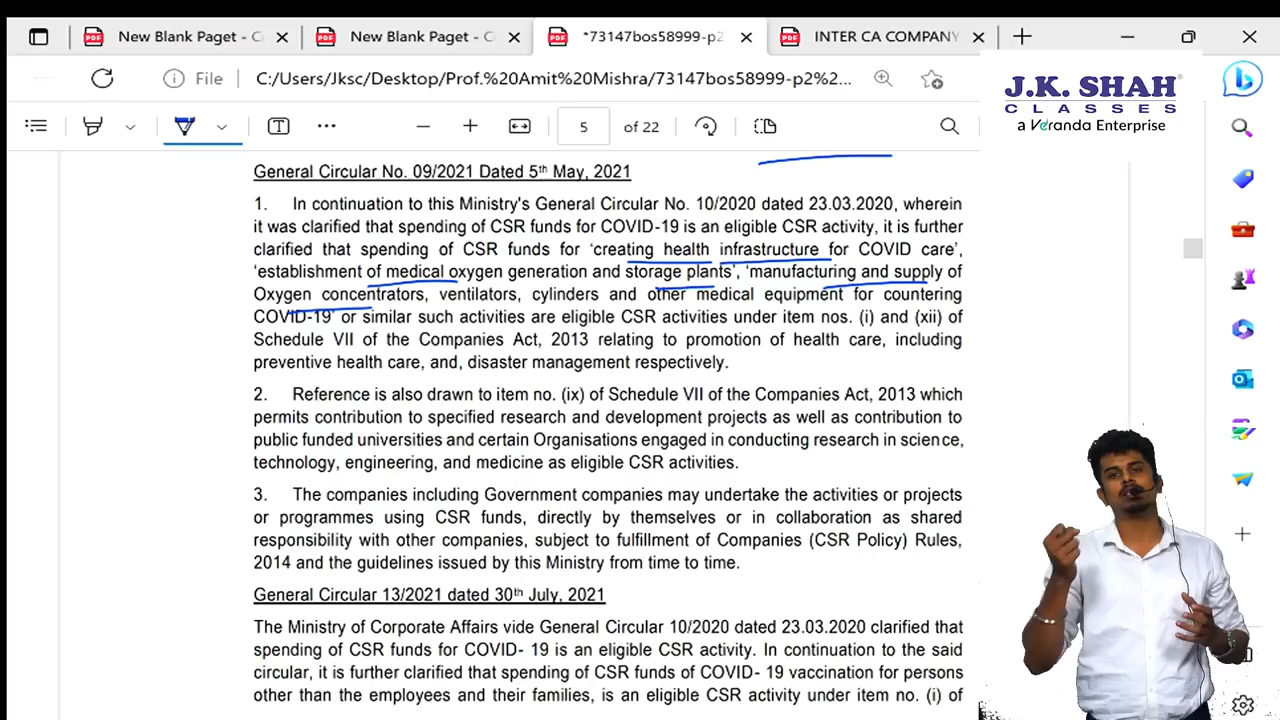 New Blank Paget - C
New Blank Paget - C
*73147bos58999-p2
INTER CA COMPANY
File
C:/Users/Jksc/Desktop/Prof.%20Amit%20Mishra/73147bos58999-p2%2...
5 of 22
J.K. SHAH
CLASSES
a Veranda Enterprise
General Circular No. 09/2021 Dated 5th May, 2021
1. In continuation to this Ministry's General Circular No. 10/2020 dated 23.03.2020, wherein
it was clarified that spending of CSR funds for COVID-19 is an eligible CSR activity, it is further
clarified that spending of CSR funds for ‘creating health infrastructure for COVID care’,
‘establishment of medical oxygen generation and storage plants’, ‘manufacturing and supply of
Oxygen concentrators, ventilators, cylinders and other medical equipment for countering
COVID-19’ or similar such activities are eligible CSR activities under item nos. (i) and (xii) of
Schedule VII of the Companies Act, 2013 relating to promotion of health care, including
preventive health care, and, disaster management respectively.
2. Reference is also drawn to item no. (ix) of Schedule VII of the Companies Act, 2013 which
permits contribution to specified research and development projects as well as contribution to
public funded universities and certain Organisations engaged in conducting research in science,
technology, engineering, and medicine as eligible CSR activities.
3. The companies including Government companies may undertake the activities or projects
or programmes using CSR funds, directly by themselves or in collaboration as shared
responsibility with other companies, subject to fulfillment of Companies (CSR Policy) Rules,
2014 and the guidelines issued by this Ministry from time to time.
General Circular 13/2021 dated 30th July, 2021
The Ministry of Corporate Affairs vide General Circular 10/2020 dated 23.03.2020 clarified that
spending of CSR funds for COVID- 19 is an eligible CSR activity. In continuation to the said
circular, it is further clarified that spending of CSR funds of COVID- 19 vaccination for persons
other than the employees and their families, is an eligible CSR activity under item no. (i) of